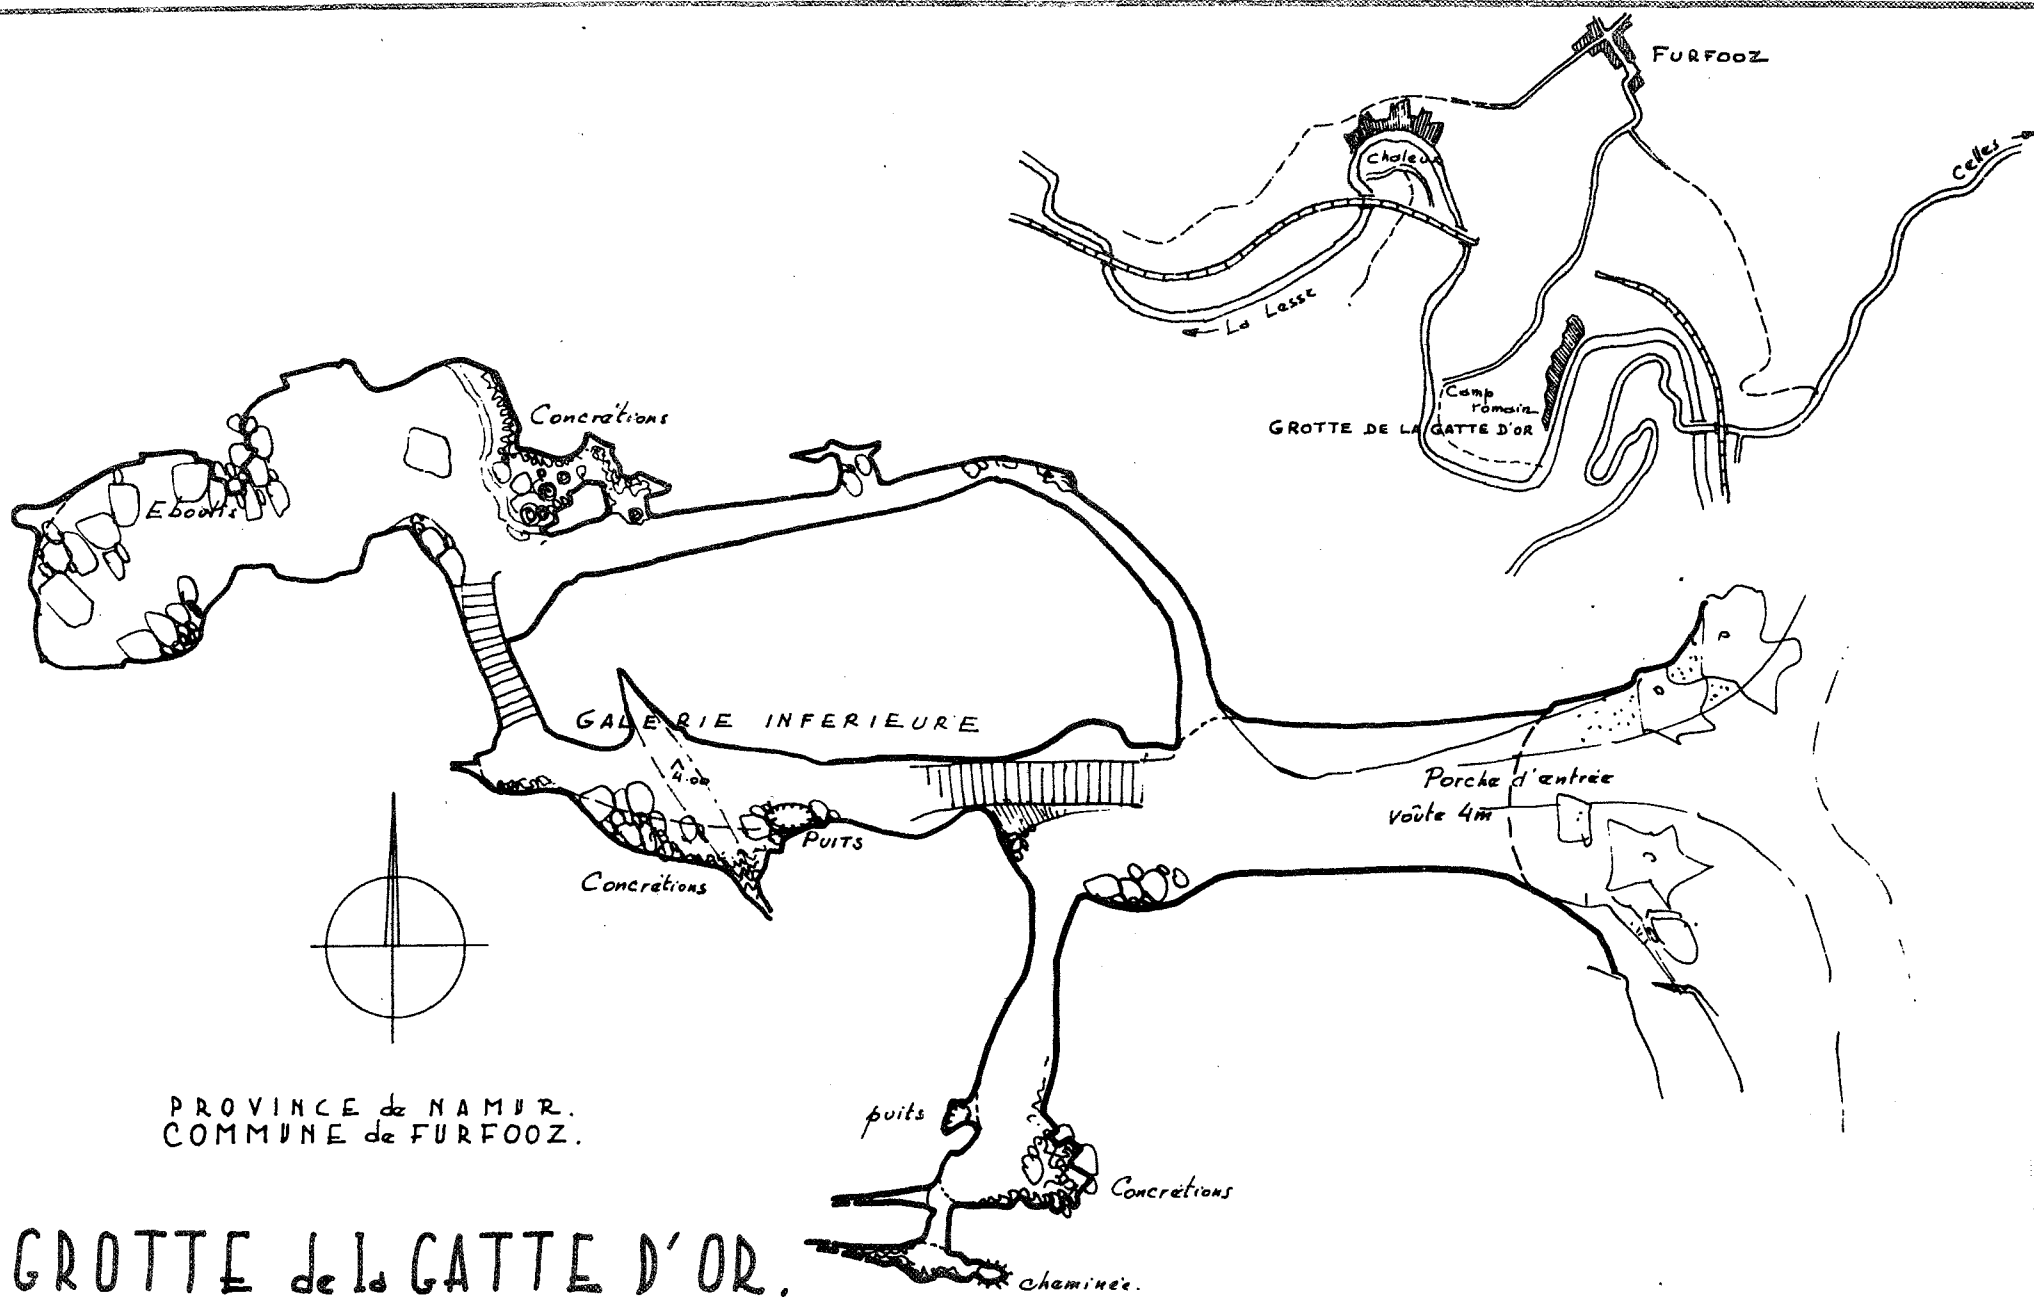 FURFOOZ
Celles
Chaleux
La Lesse
Camp
romain
GROTTE DE LA GATTE D'OR
Concrétions
Eboulis
GALERIE INFERIEURE
4.00
Porche d'entrée
voûte 4m
PUITS
Concrétions
PROVINCE de NAMUR.
COMMUNE de FURFOOZ.
puits
Concrétions
cheminée.
GROTTE de la GATTE D'OR.